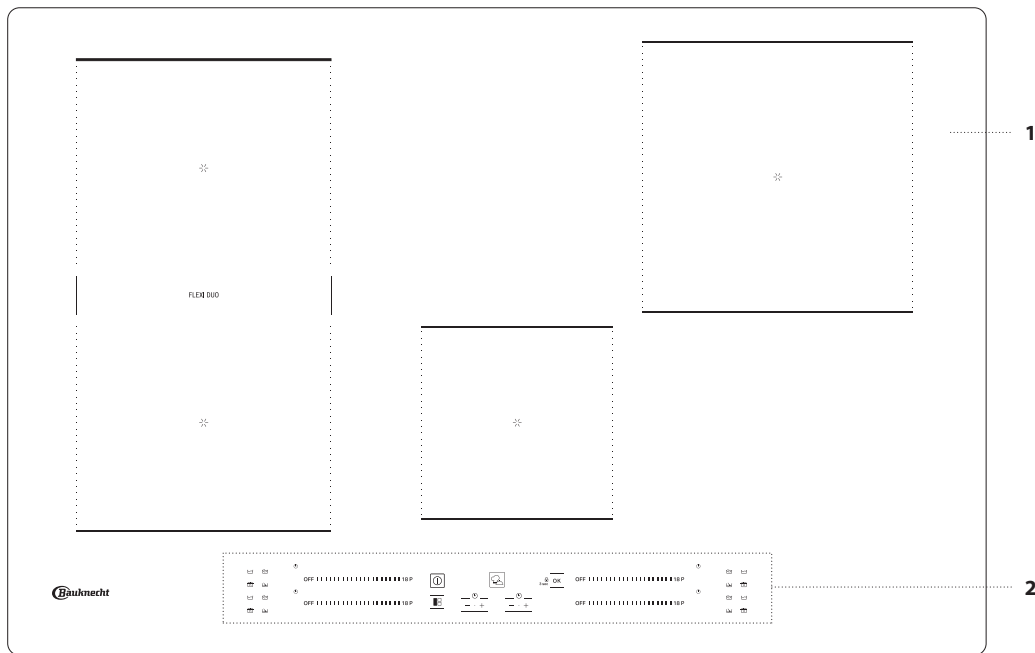 1
FLEXI DUO
OFF 18 P
OK
OFF 18 P
Bauknecht
OFF 18 P
OFF 18 P
2